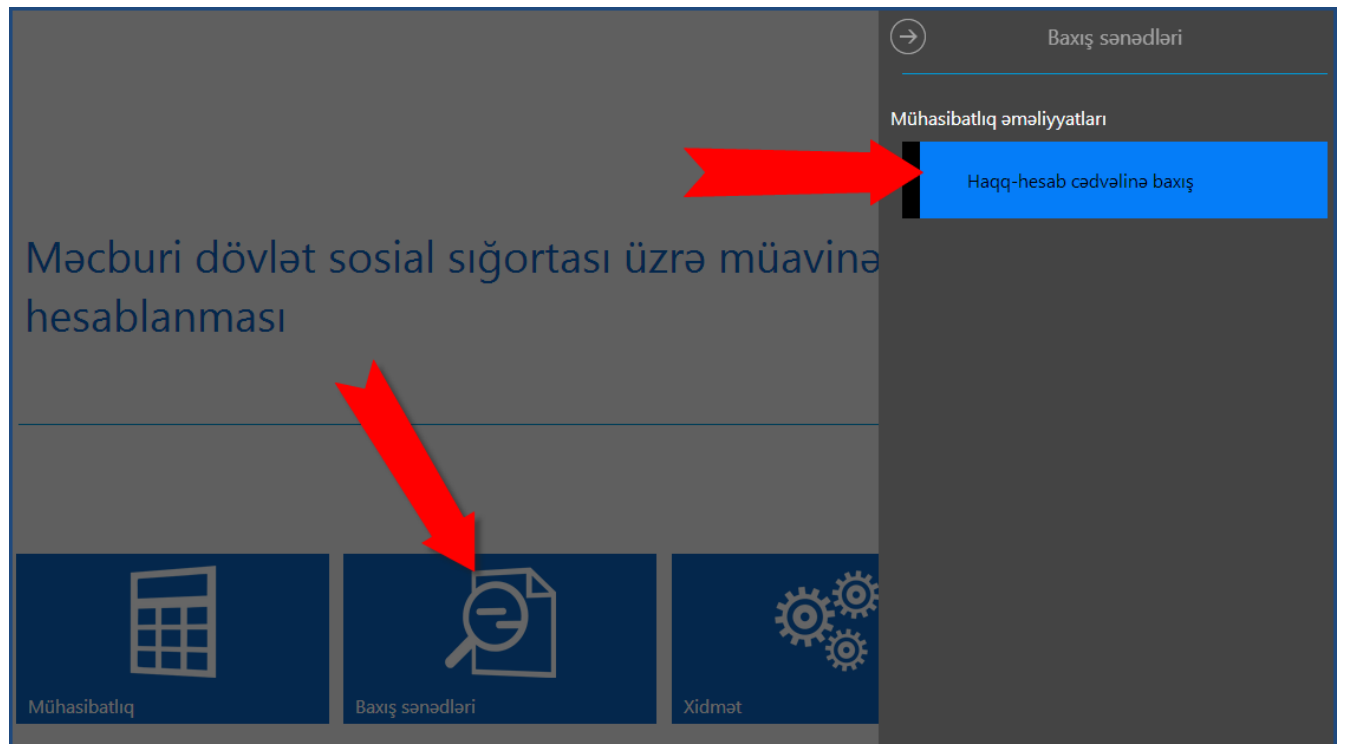 Baxış sənədləri
Mühasibatlıq əməliyyatları
Haqq-hesab cədvəlinə baxış
Məcburi dövlət sosial sığortası üzrə müavinə
hesablanması
Mühasibatlıq
Baxış sənədləri
Xidmət